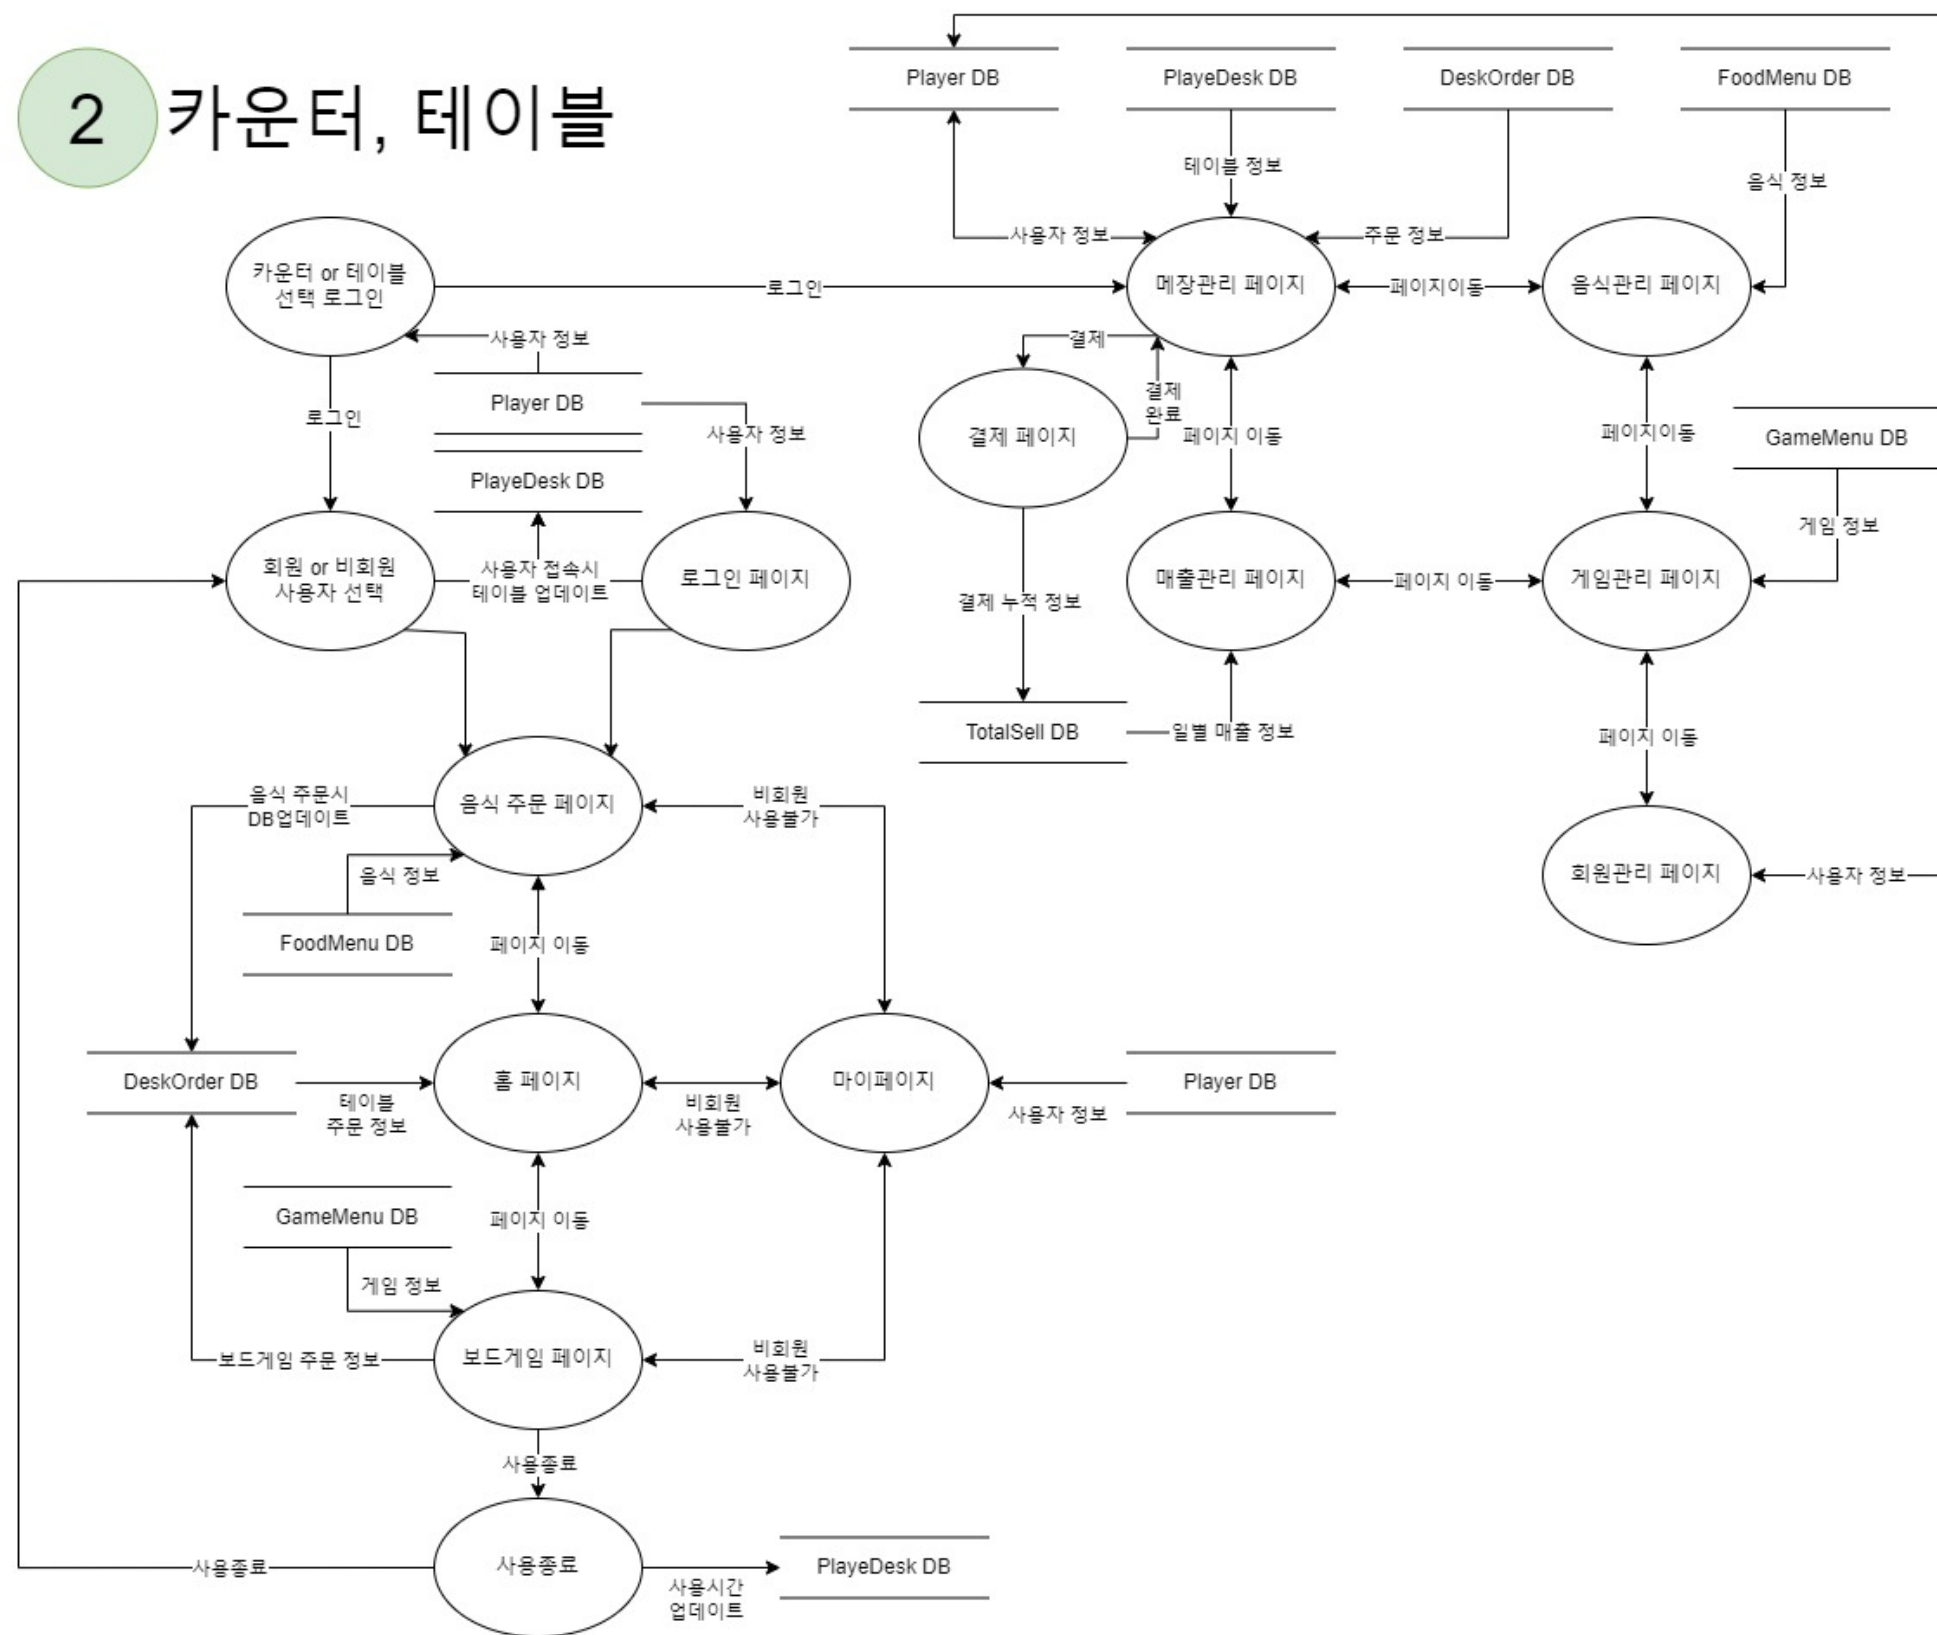 2
카운터, 테이블
Player DB
PlayeDesk DB
DeskOrder DB
FoodMenu DB
테이블 정보
음식 정보
사용자 정보
주문 정보
카운터 or 테이블
선택 로그인
로그인
메장관리 페이지
페이지이동
음식관리 페이지
사용자 정보
결제
로그인
Player DB
사용자 정보
결제
완료
결제 페이지
페이지 이동
페이지이동
GameMenu DB
PlayeDesk DB
게임 정보
회원 or 비회원
사용자 선택
사용자 접속시
테이블 업데이트
로그인 페이지
결제 누적 정보
매출관리 페이지
페이지 이동
게임관리 페이지
TotalSell DB
일별 매출 정보
페이지 이동
음식 주문시
DB업데이트
음식 주문 페이지
비회원
사용불가
음식 정보
회원관리 페이지
사용자 정보
FoodMenu DB
페이지 이동
DeskOrder DB
테이블
주문 정보
홈 페이지
비회원
사용불가
마이페이지
사용자 정보
Player DB
GameMenu DB
페이지 이동
게임 정보
보드게임 주문 정보
보드게임 페이지
비회원
사용불가
사용종료
사용종료
사용종료
사용시간
업데이트
PlayeDesk DB